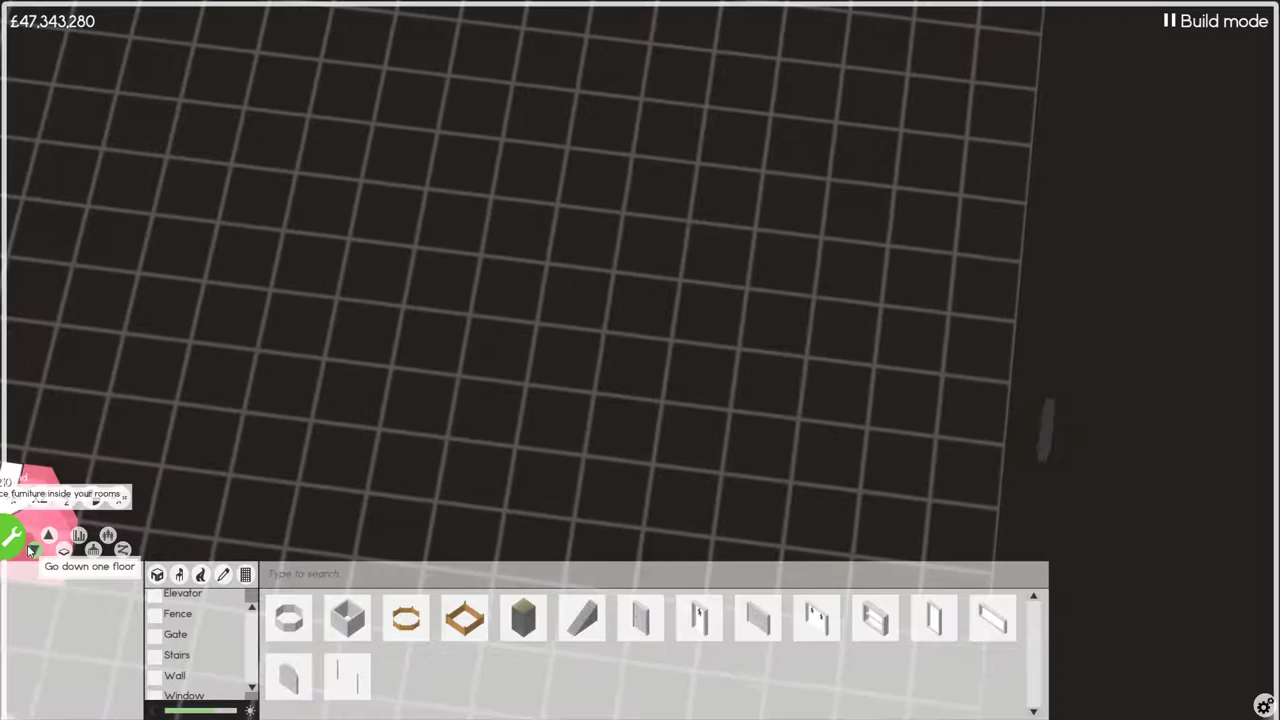 £47,343,280
Build mode
ce furniture inside your rooms
Go down one floor
Type to search.
Elevator
Fence
Gate
Stairs
Wall
Window